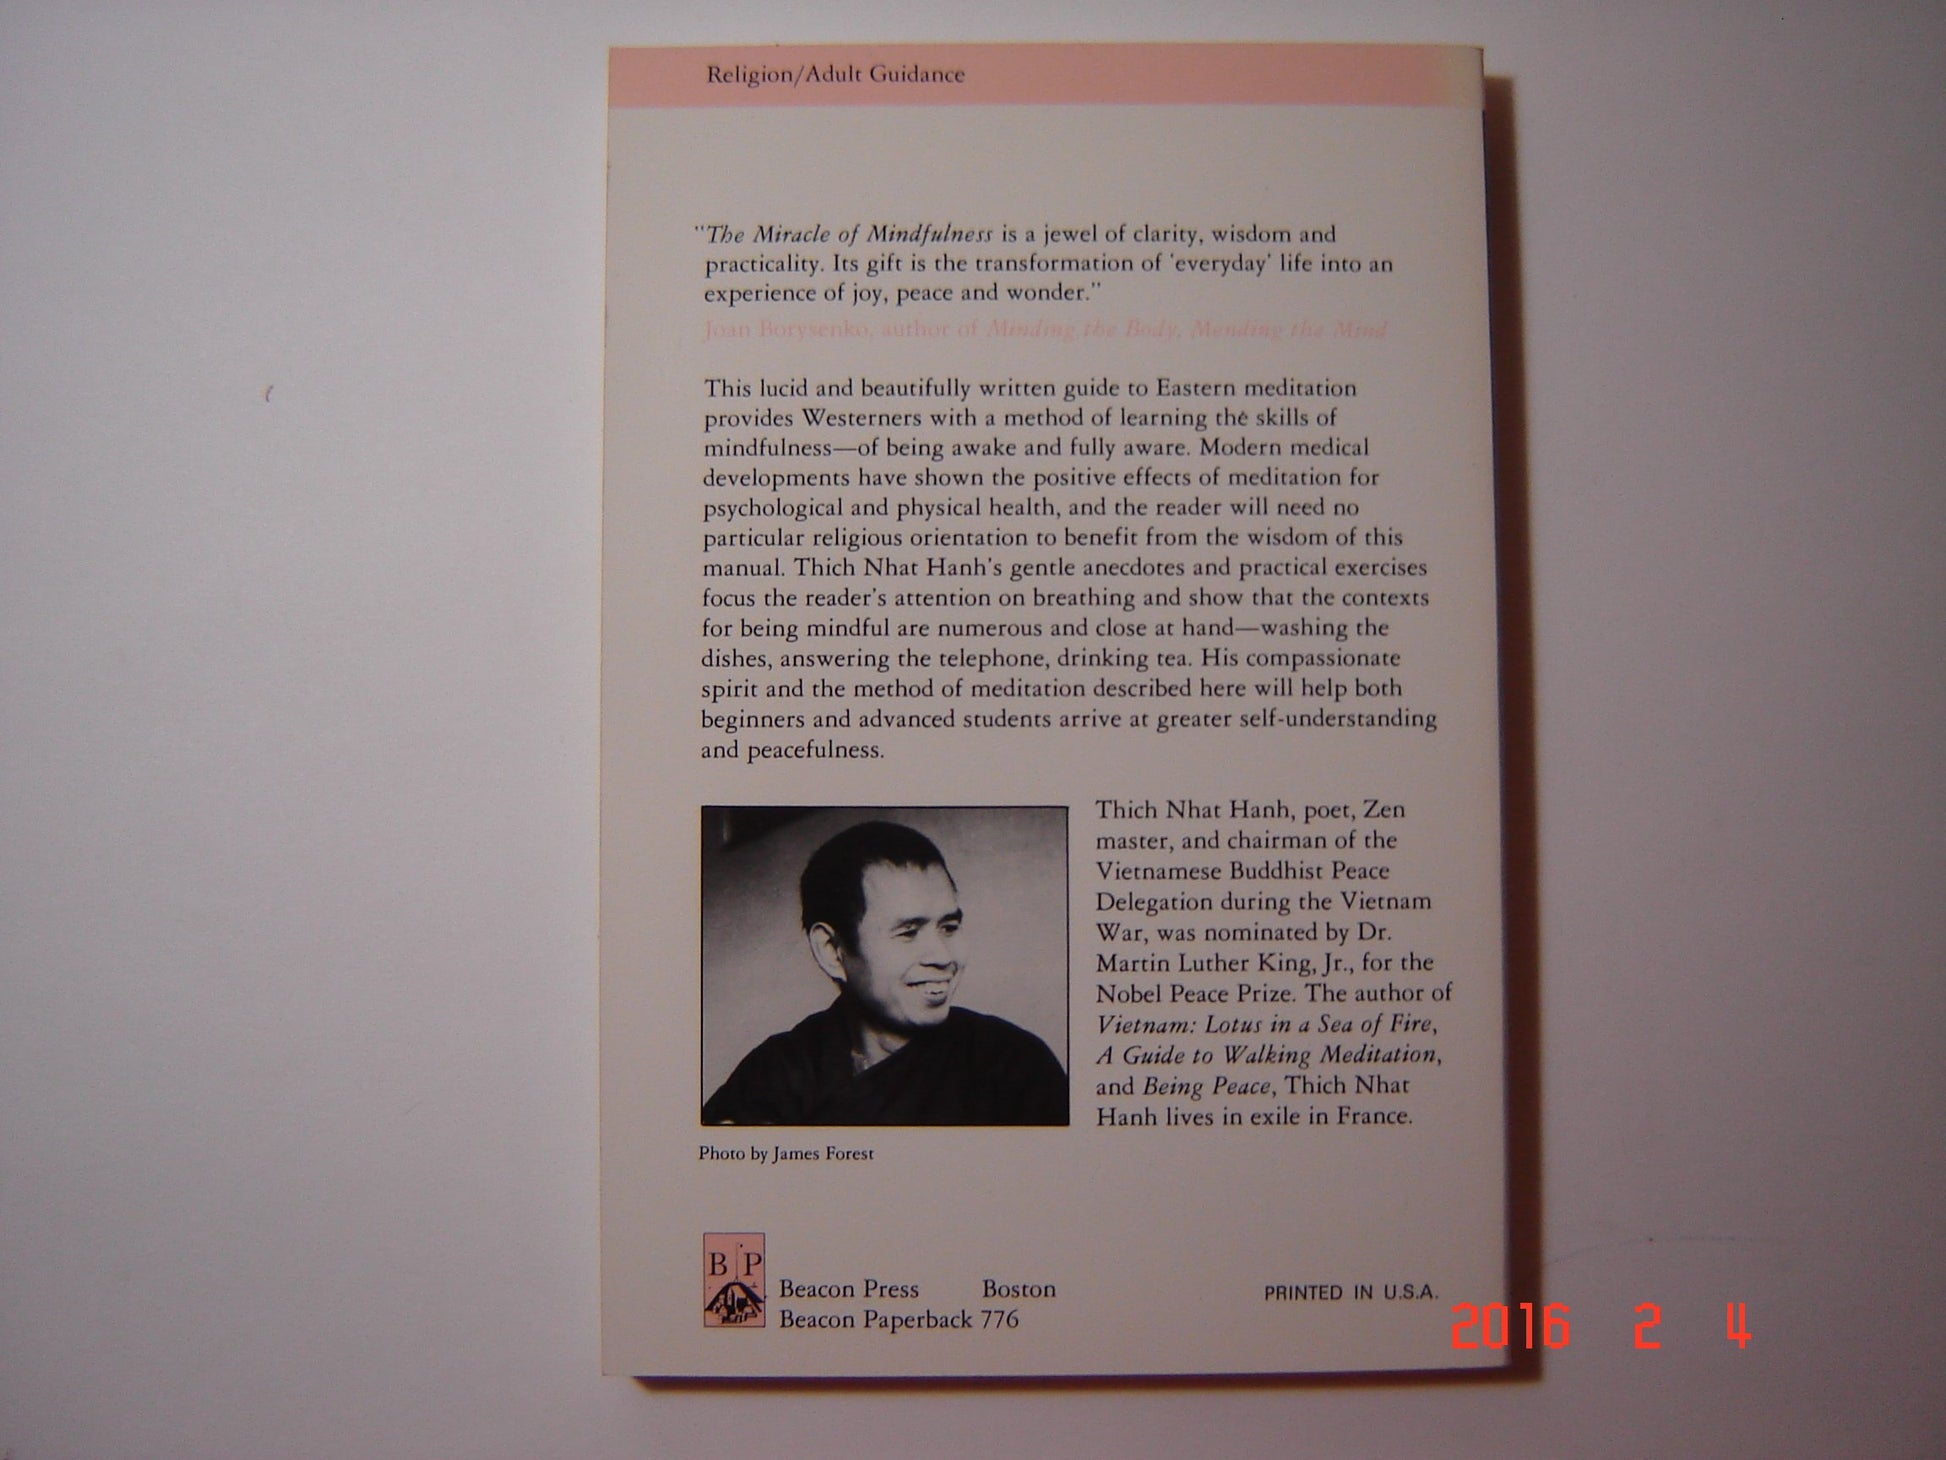 Religion/Adult Guidance
"The Miracle of Mindfulness is a jewel of clarity, wisdom and
practicality. Its gift is the transformation of 'everyday' life into an
experience of joy, peace and wonder."
Joan Borysenko, author of Minding the Body, Mending the Mind
This lucid and beautifully written guide to Eastern meditation
provides Westerners with a method of learning the skills of
mindfulness—of being awake and fully aware. Modern medical
developments have shown the positive effects of meditation for
psychological and physical health, and the reader will need no
particular religious orientation to benefit from the wisdom of this
manual. Thich Nhat Hanh's gentle anecdotes and practical exercises
focus the reader's attention on breathing and show that the contexts
for being mindful are numerous and close at hand—washing the
dishes, answering the telephone, drinking tea. His compassionate
spirit and the method of meditation described here will help both
beginners and advanced students arrive at greater self-understanding
and peacefulness.
Thich Nhat Hanh, poet, Zen
master, and chairman of the
Vietnamese Buddhist Peace
Delegation during the Vietnam
War, was nominated by Dr.
Martin Luther King, Jr., for the
Nobel Peace Prize. The author of
Vietnam: Lotus in a Sea of Fire,
A Guide to Walking Meditation,
and Being Peace, Thich Nhat
Hanh lives in exile in France.
Photo by James Forest
B P
Beacon Press Boston
Beacon Paperback 776
PRINTED IN U.S.A.
2016 2 4